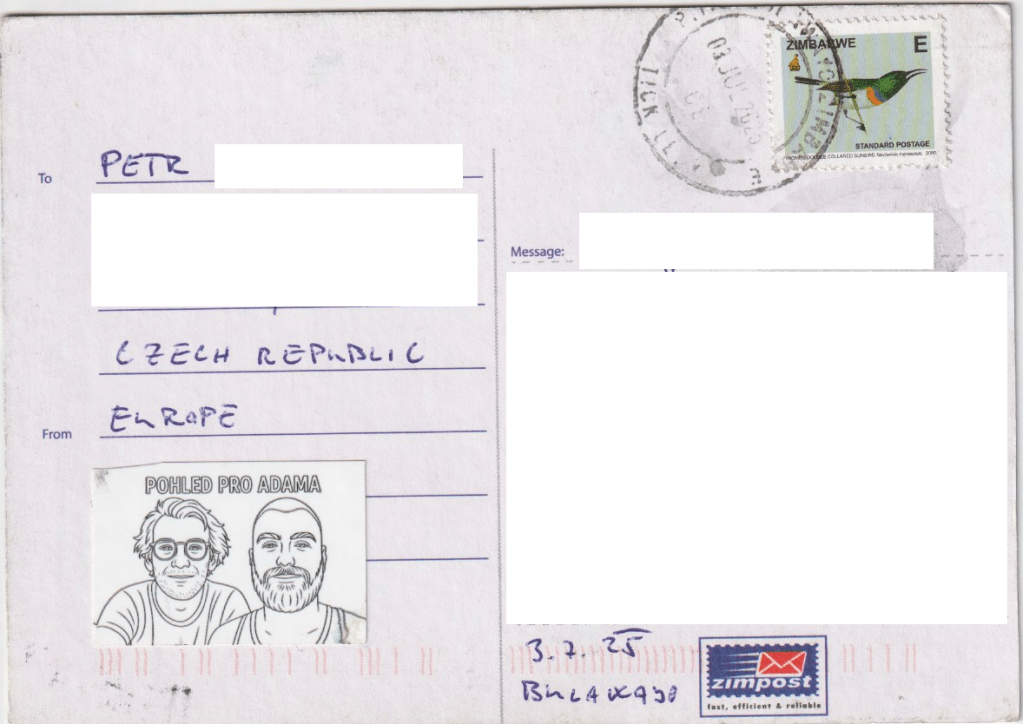 To
PETR
CZECH REPUBLIC
EUROPE
From
POHLED PRO ADAMA
ZIMBABWE E
STANDARD POSTAGE
Message:
3.7.25
BULAWAYO
zimpost
fast, efficient & reliable